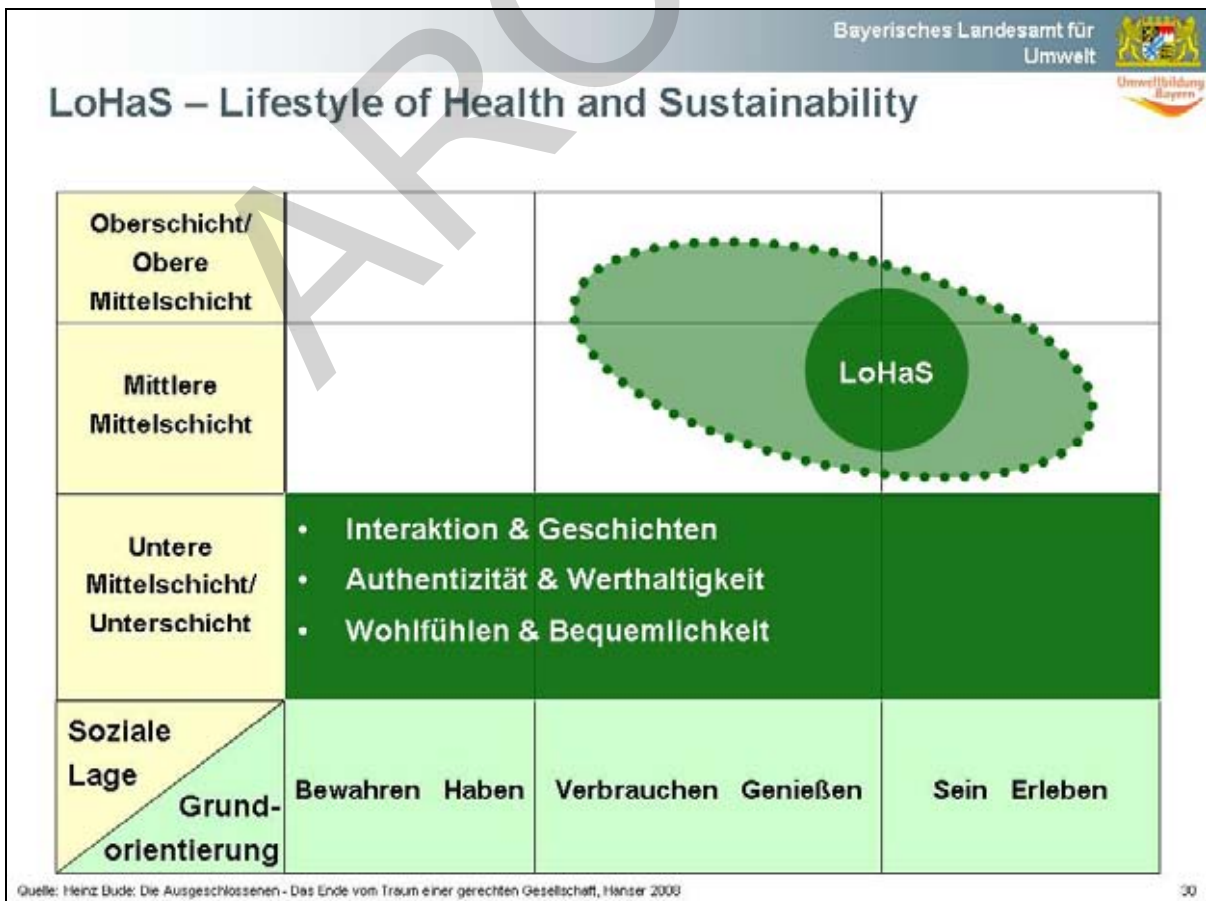 Bayerisches Landesamt für
Umwelt
Umweltbildung
Bayern
LoHaS – Lifestyle of Health and Sustainability
Oberschicht/
Obere
Mittelschicht
Mittlere
Mittelschicht
LoHaS
Untere
Mittelschicht/
Unterschicht
• Interaktion & Geschichten
• Authentizität & Werthaltigkeit
• Wohlfühlen & Bequemlichkeit
Soziale
Lage
Grund-
orientierung
Bewahren Haben
Verbrauchen Genießen
Sein Erleben
Quelle: Heinz Bude: Die Ausgeschlossenen - Das Ende vom Traum einer gerechten Gesellschaft, Hanser 2008
30